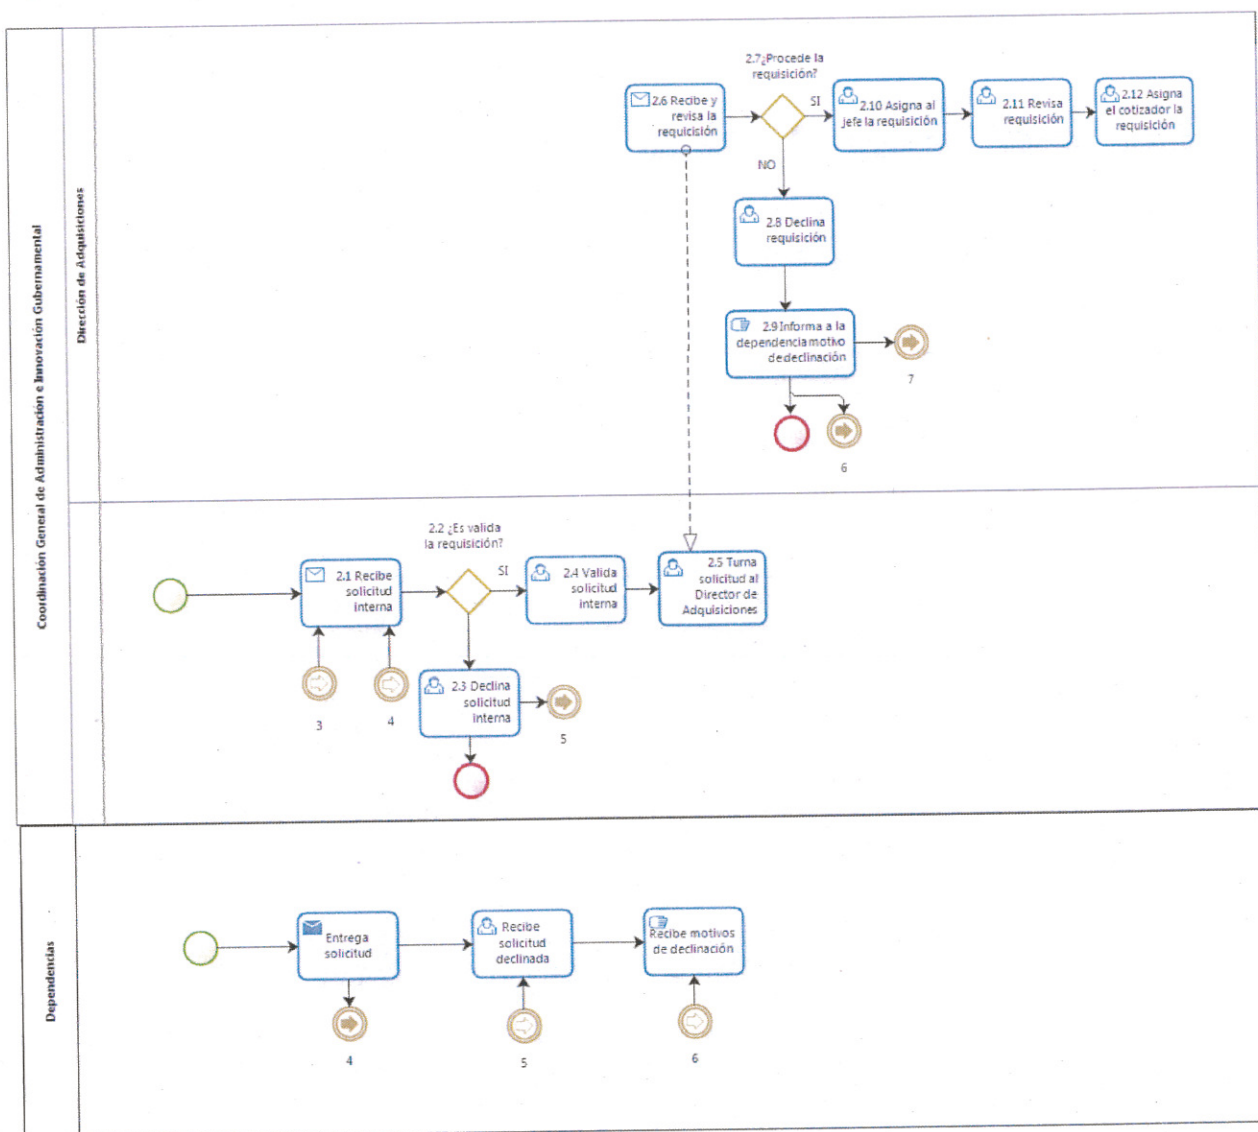 Coordinación General de Administración e Innovación Gubernamental
Dirección de Adquisiciones
2.7¿Procede la
requisición?
2.6 Recibe y
revisa la
requicisión
SI
2.10 Asigna al
jefe la requisición
2.11 Revisa
requisición
2.12 Asigna
el cotizador la
requisición
NO
2.8 Declina
requisición
2.9 Informa a la
dependencia motivo
de declinación
7
6
2.2 ¿Es valida
la requisición?
2.1 Recibe
solicitud
interna
SI
2.4 Valida
solicitud
interna
2.5 Turna
solicitud al
Director de
Adquisiciones
3
4
2.3 Declina
solicitud
interna
5
Dependencias
Entrega
solicitud
Recibe
solicitud
declinada
Recibe motivos
de declinación
4
5
6